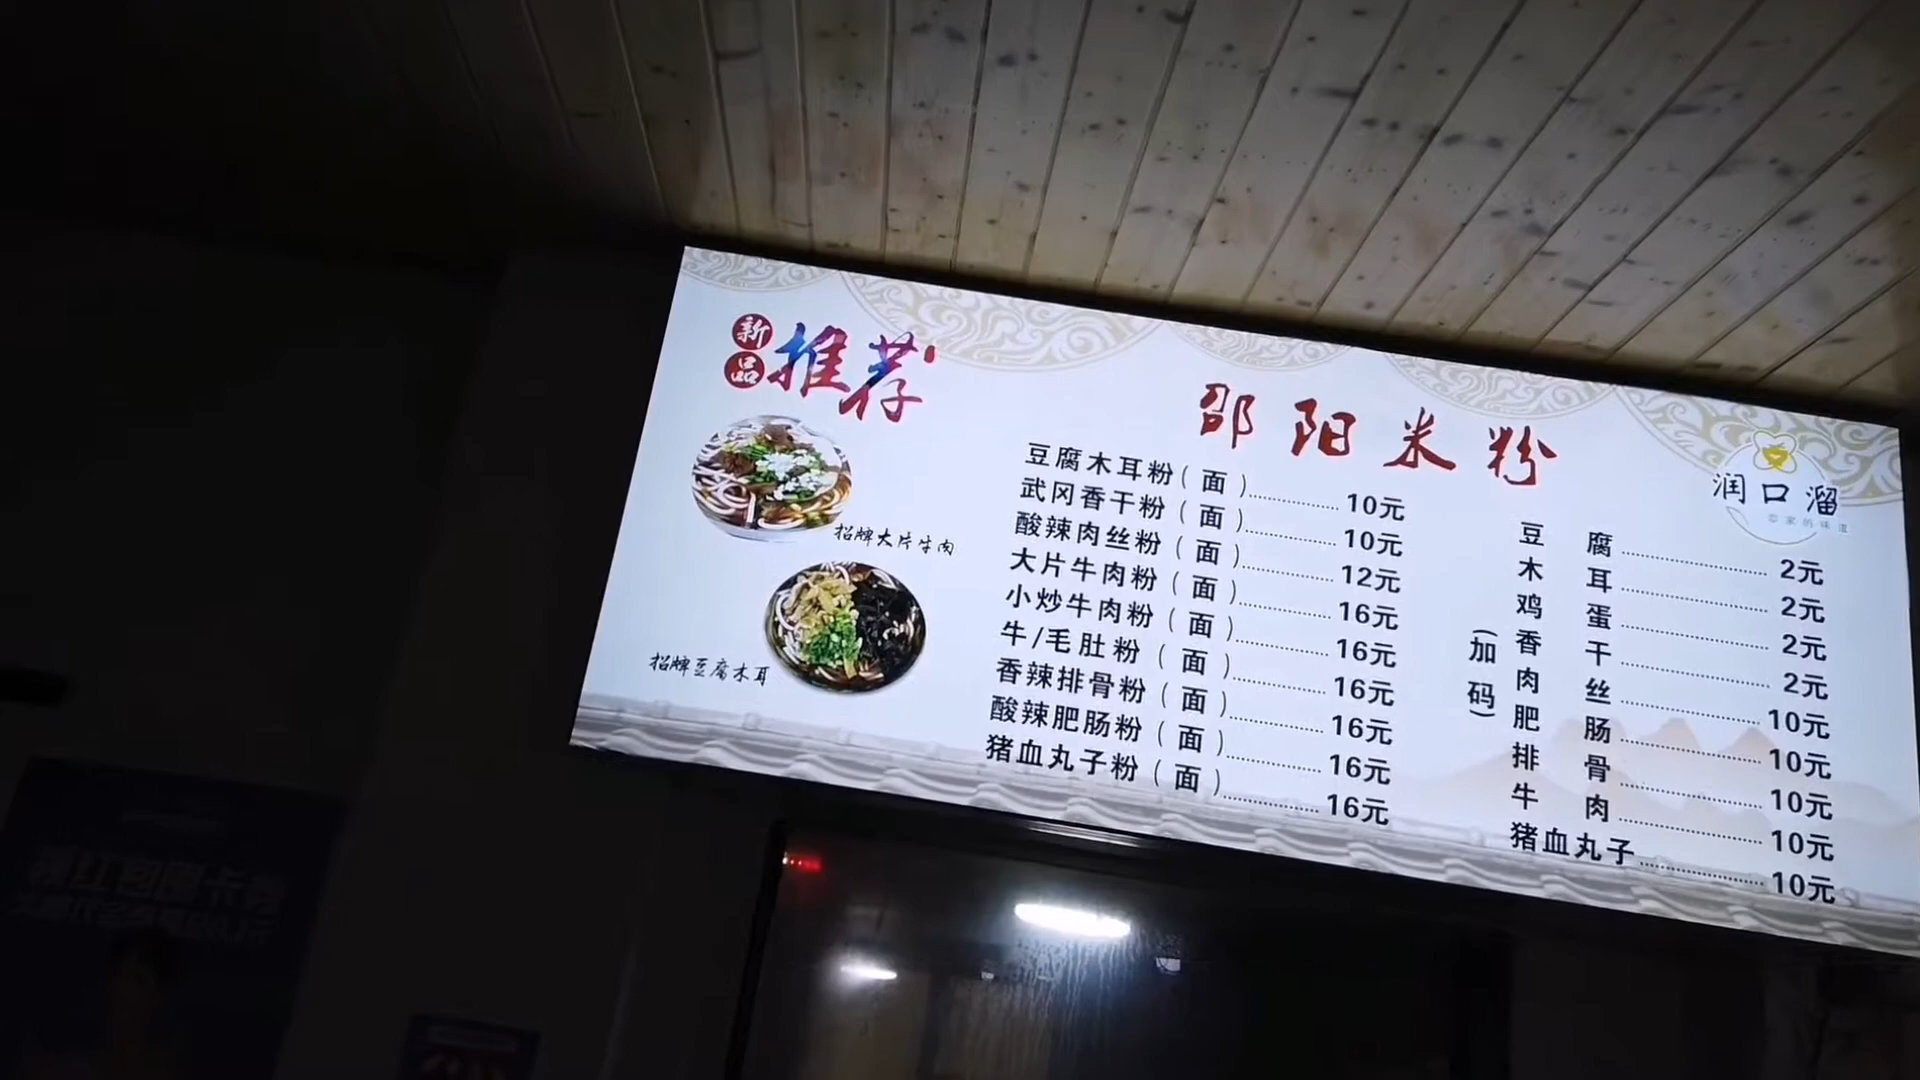 新品推荐
招牌大片牛肉
招牌豆腐木耳
邵阳米粉
豆腐木耳粉(面)..........10元
武冈香干粉(面)..........10元
酸辣肉丝粉(面)..........12元
大片牛肉粉(面)..........16元
小炒牛肉粉(面)..........16元
牛/毛肚粉(面)..........16元
香辣排骨粉(面)..........16元
酸辣肥肠粉(面)..........16元
猪血丸子粉(面)..........16元
润口溜
(加码)
豆腐..........2元
木耳..........2元
鸡蛋..........2元
香干..........2元
肉丝..........10元
肥肠..........10元
排骨..........10元
牛肉..........10元
猪血丸子..........10元